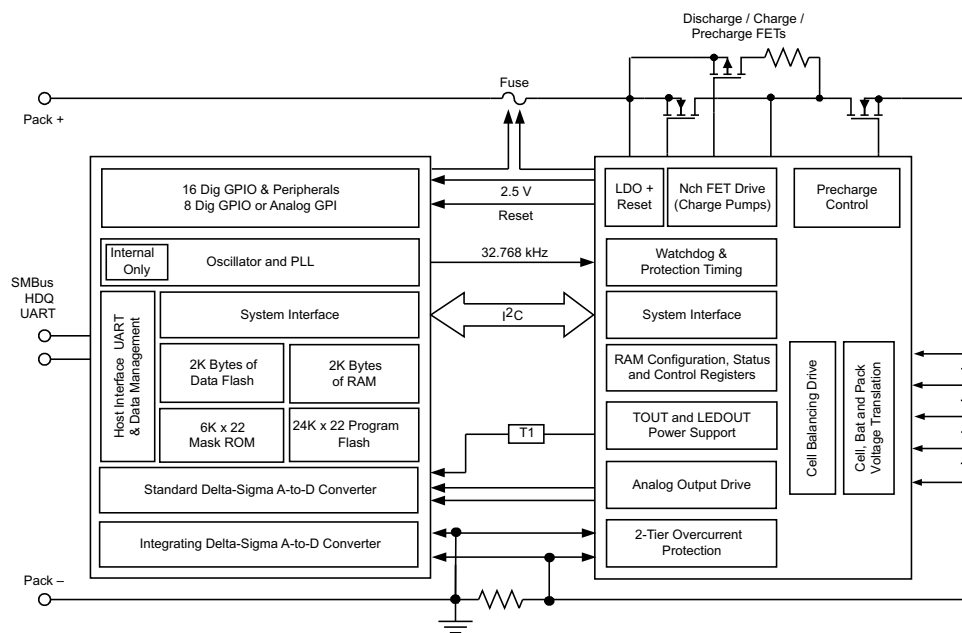 Discharge / Charge /
Precharge FETs
Fuse
Pack +
16 Dig GPIO & Peripherals
8 Dig GPIO or Analog GPI
2.5 V
Reset
LDO +
Reset
Nch FET Drive
(Charge Pumps)
Precharge
Control
Internal
Only
Oscillator and PLL
32.768 kHz
Watchdog &
Protection Timing
SMBus
HDQ
UART
Host Interface UART
& Data Management
System Interface
I2C
System Interface
2K Bytes of
Data Flash
2K Bytes
of RAM
RAM Configuration, Status
and Control Registers
Cell Balancing Drive
Cell, Bat and Pack
Voltage Translation
6K x 22
Mask ROM
24K x 22 Program
Flash
T1
TOUT and LEDOUT
Power Support
Standard Delta-Sigma A-to-D Converter
Analog Output Drive
Integrating Delta-Sigma A-to-D Converter
2-Tier Overcurrent
Protection
Pack –